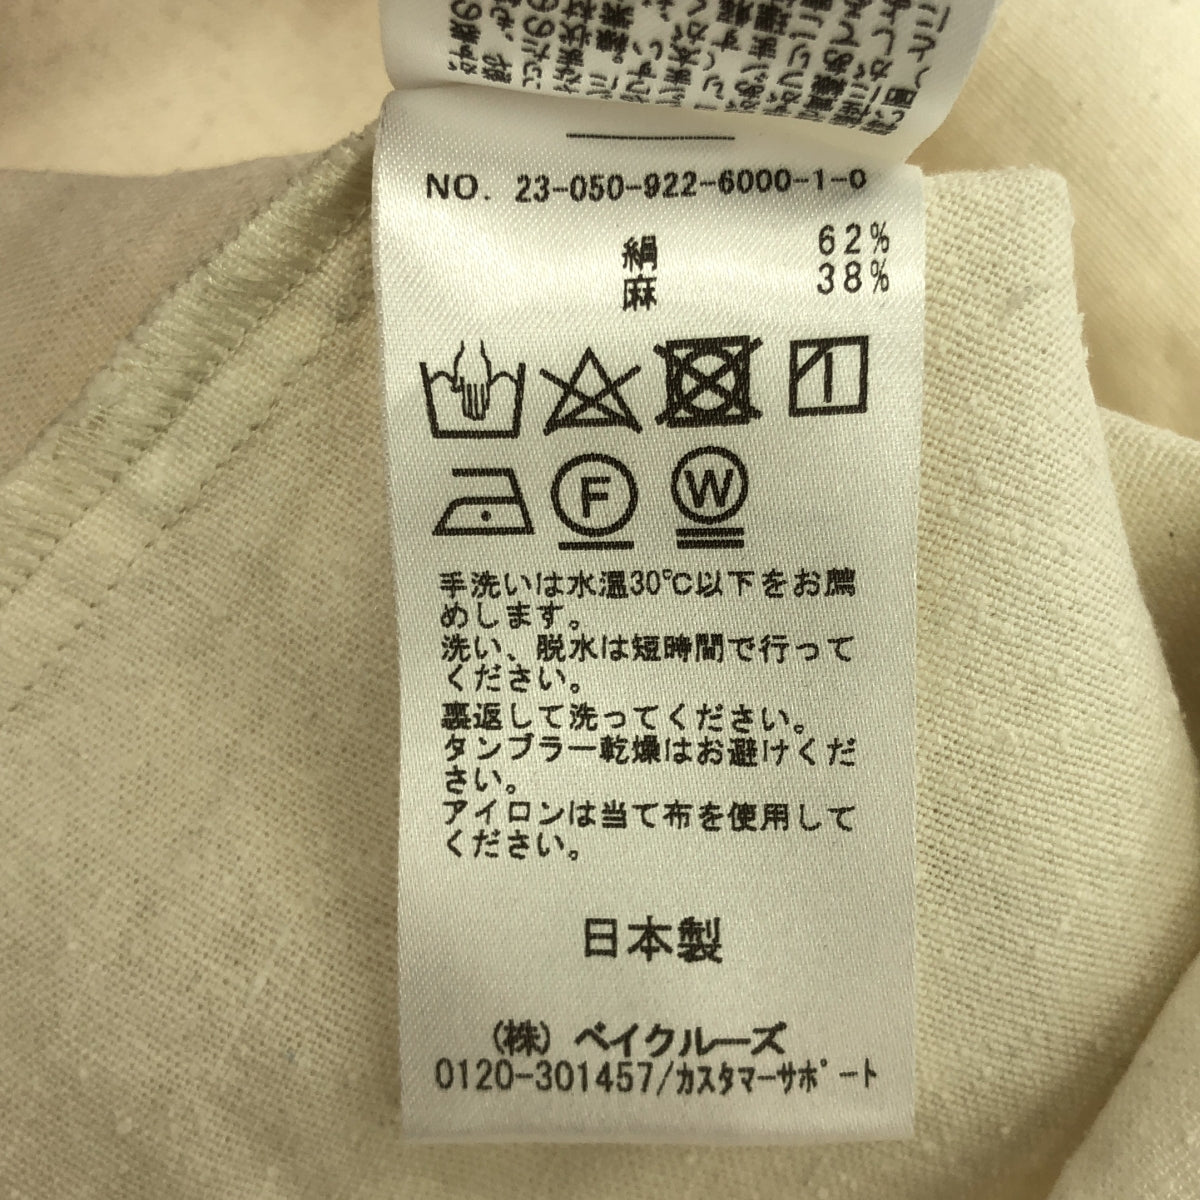 NO. 23-050-922-6000-1-0
絹 62%
麻 38%
F
W
手洗いは水温30℃以下をお薦
めします。
洗い、脱水は短時間で行って
ください。
裏返して洗ってください。
タンブラー乾燥はお避けくだ
さい。
アイロンは当て布を使用して
ください。
日本製
(株) ベイクルーズ
0120-301457/カスタマーサポート